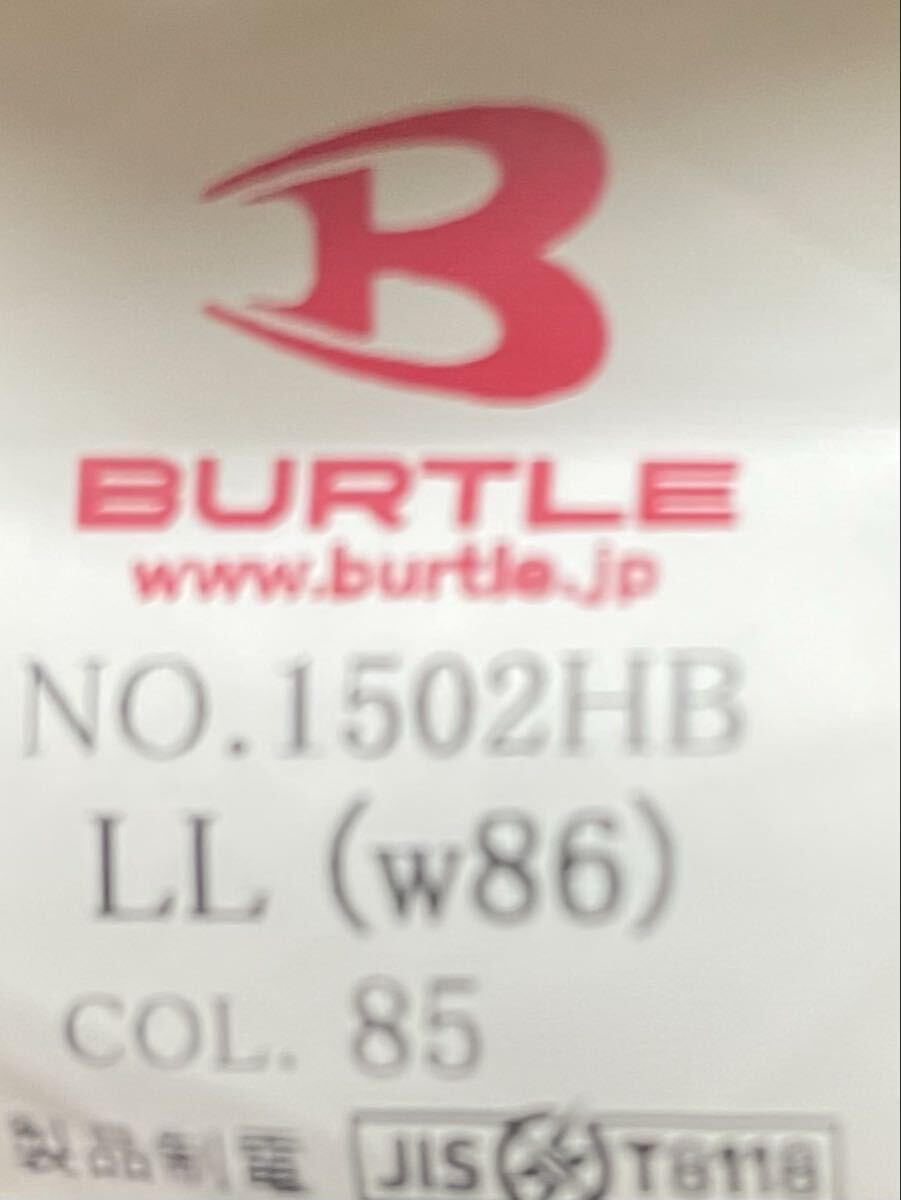 B
BURTLE
www.burtle.jp
NO.1502HB
LL (w86)
COL. 85
製品制電 JIS T8118